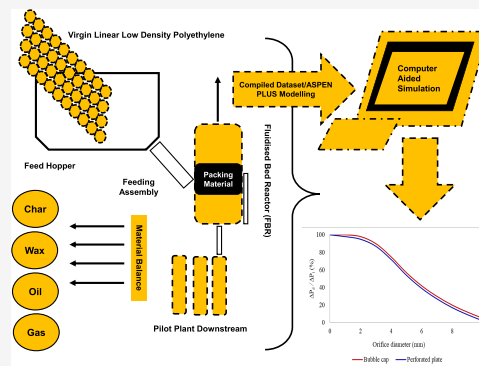 Virgin Linear Low Density Polyethylene
Feed Hopper
Feeding
Assembly
Packing
Material
Fluidised Bed Reactor (FBR)
Compiled Dataset/ASPEN
PLUS Modelling
Computer
Aided
Simulation
Char
Wax
Oil
Gas
Material Balance
Pilot Plant Downstream
ΔPd / ΔPt (%)
100
80
60
40
20
0
0 2 4 6 8
Orifice diameter (mm)
Bubble cap Perforated plate